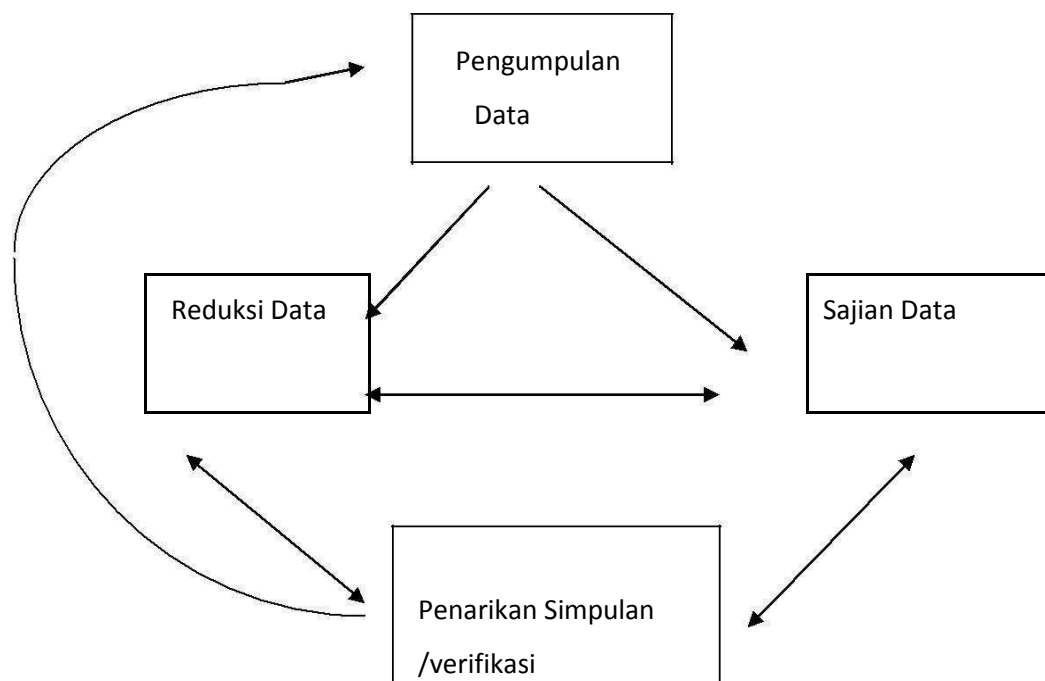 Pengumpulan
Data
Reduksi Data
Sajian Data
Penarikan Simpulan
/verifikasi